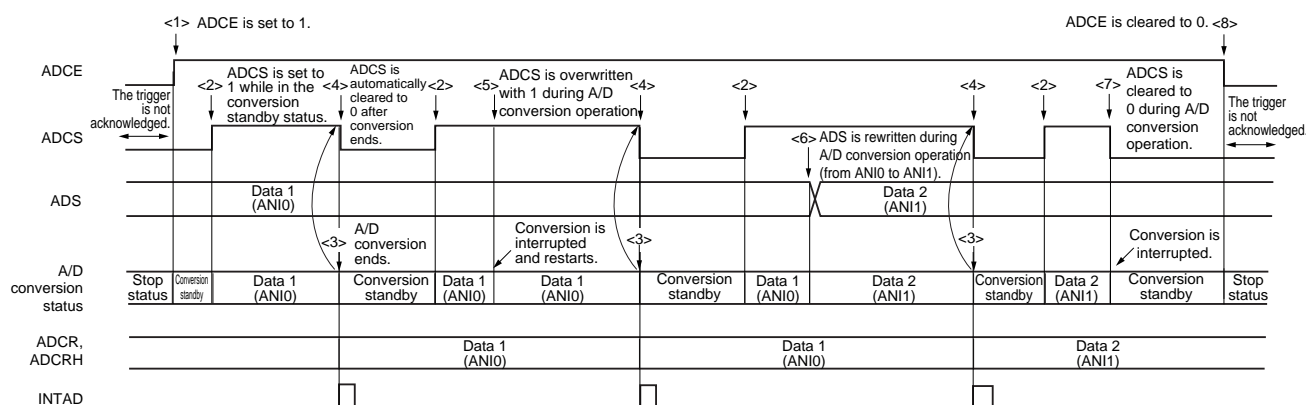 <1> ADCE is set to 1.
ADCE is cleared to 0. <8>
ADCE
The trigger
is not
acknowledged.
<2>
ADCS is set to
1 while in the
conversion
standby status.
<4>
ADCS is
automatically
cleared to
0 after
conversion
ends.
<2>
<5>
ADCS is overwritten
with 1 during A/D
conversion operation
<4>
<2>
<4>
<2>
<7>
ADCS is
cleared to
0 during A/D
conversion
operation.
The trigger
is not
acknowledged.
ADCS
<6> ADS is rewritten during
A/D conversion operation
(from ANI0 to ANI1).
ADS
Data 1
(ANI0)
Data 2
(ANI1)
<3>
A/D
conversion
ends.
Conversion is
interrupted
and restarts.
<3>
<3>
Conversion is
interrupted.
A/D
conversion
status
Stop
status
Conversion
standby
Data 1
(ANI0)
Conversion
standby
Data 1
(ANI0)
Data 1
(ANI0)
Conversion
standby
Data 1
(ANI0)
Data 2
(ANI1)
Conversion
standby
Data 2
(ANI1)
Conversion
standby
Stop
status
ADCR,
ADCRH
Data 1
(ANI0)
Data 1
(ANI0)
Data 2
(ANI1)
INTAD